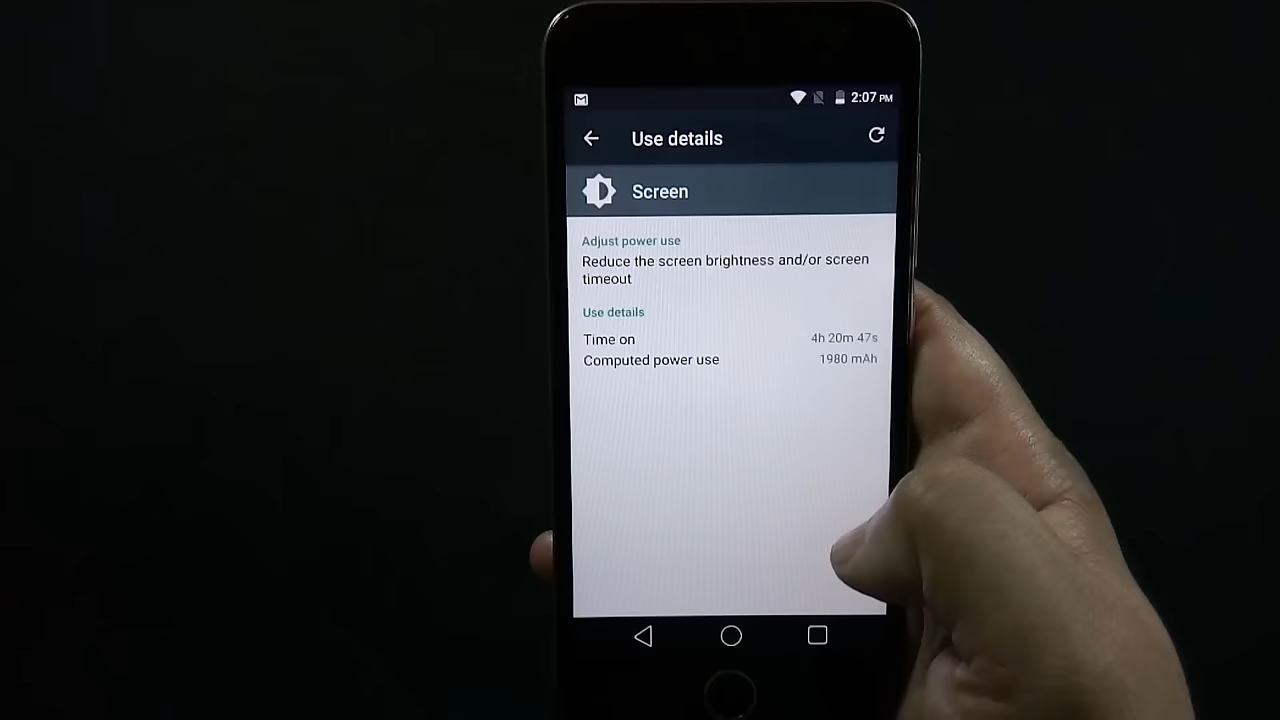 2:07 PM
Use details
Screen
Adjust power use
Reduce the screen brightness and/or screen
timeout
Use details
Time on 4h 20m 47s
Computed power use 1980 mAh